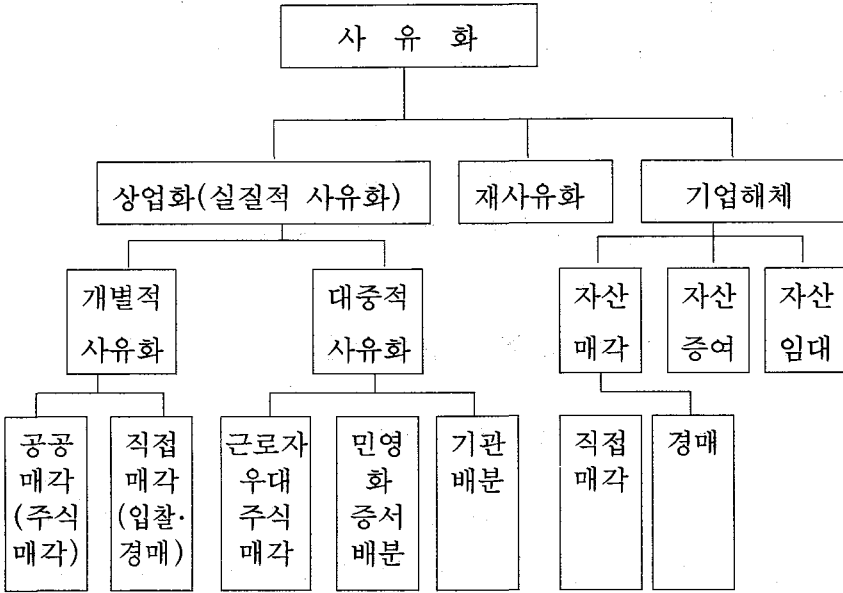 사 유 화
상업화(실질적 사유화)
재사유화
기업해체
개별적
사유화
대중적
사유화
자산
매각
자산
증여
자산
임대
공공
매각
(주식
매각)
직접
매각
(입찰·
경매)
근로자
우대
주식
매각
민영
화
증서
배분
기관
배분
직접
매각
경매